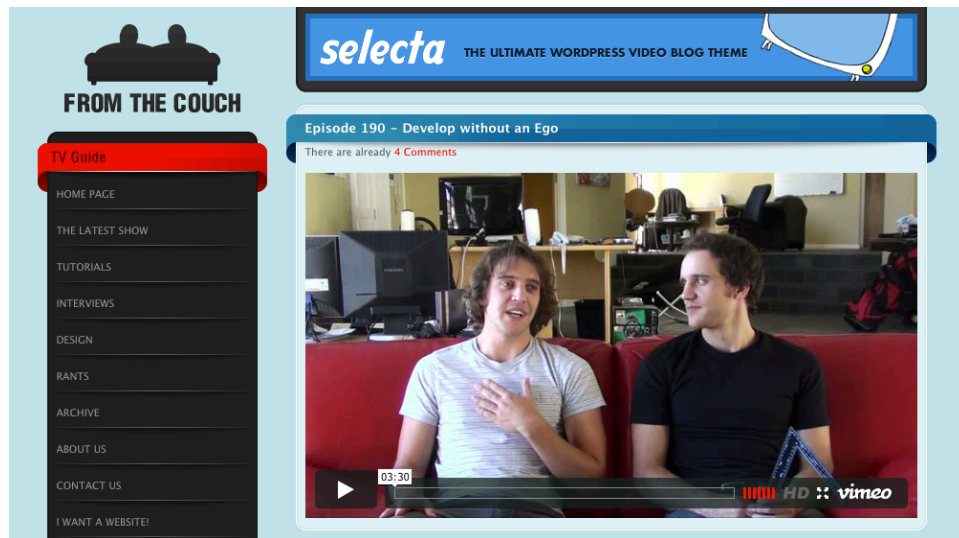 selecta THE ULTIMATE WORDPRESS VIDEO BLOG THEME
FROM THE COUCH
Episode 190 – Develop without an Ego
There are already 4 Comments
TV Guide
HOME PAGE
THE LATEST SHOW
TUTORIALS
INTERVIEWS
DESIGN
RANTS
ARCHIVE
ABOUT US
CONTACT US
I WANT A WEBSITE!
SAMSUNG
03:30
HD vimeo